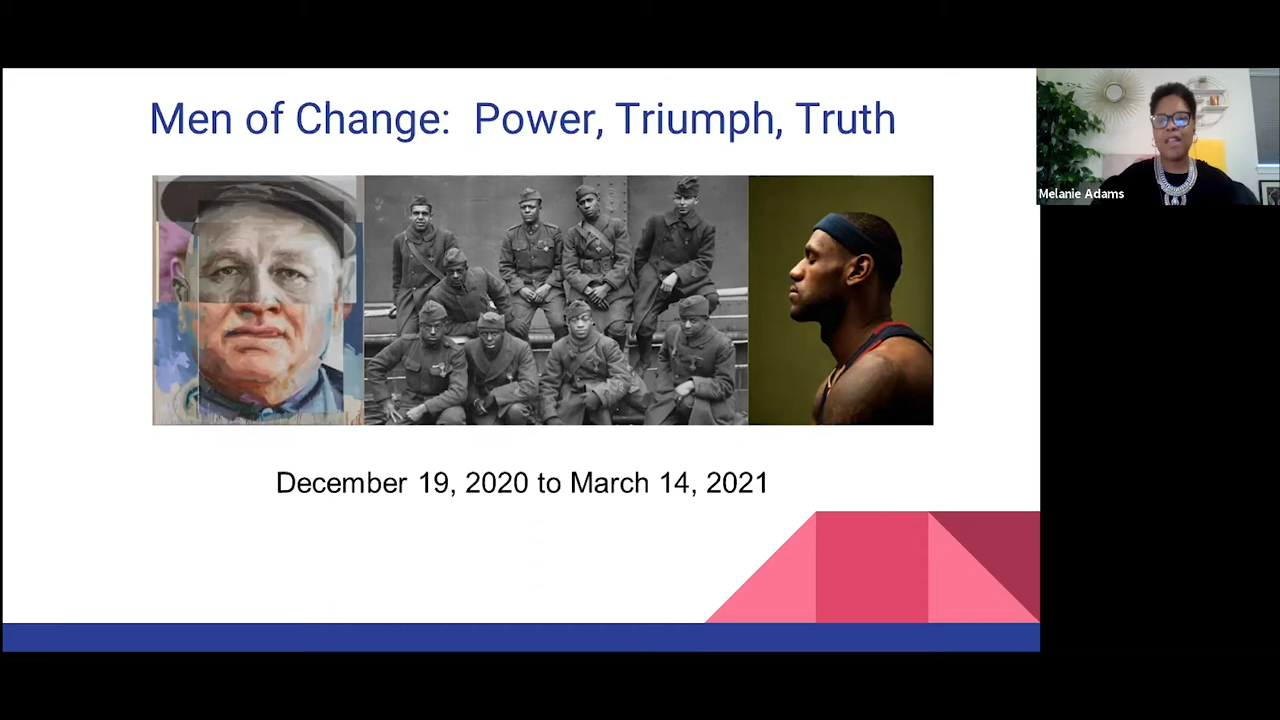 Men of Change: Power, Triumph, Truth
Melanie Adams
December 19, 2020 to March 14, 2021